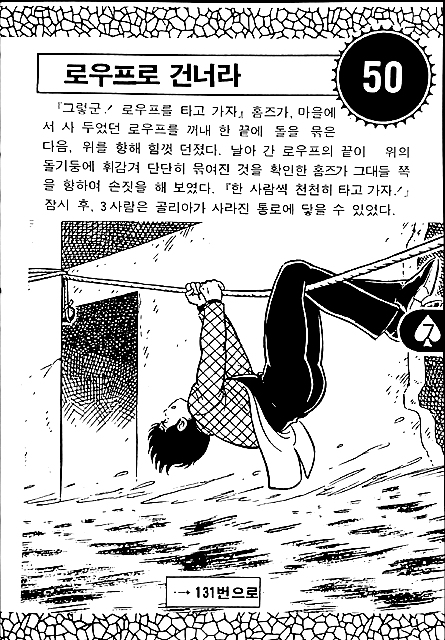 로우프로 건너라
50
『그렇군! 로우프를 타고 가자』 홈즈가, 마을에
서 사 두었던 로우프를 꺼내 한 끝에 돌을 묶은
다음, 위를 향해 힘껏 던졌다. 날아 간 로우프의 끝이 위의
돌기둥에 휘감겨 단단히 묶어진 것을 확인한 홈즈가 그대들 쪽
을 향하여 손짓을 해 보였다. 『한 사람씩 천천히 타고 가자!』
잠시 후, 3사람은 골리아가 사라진 통로에 닿을 수 있었다.
7
→ 131번으로